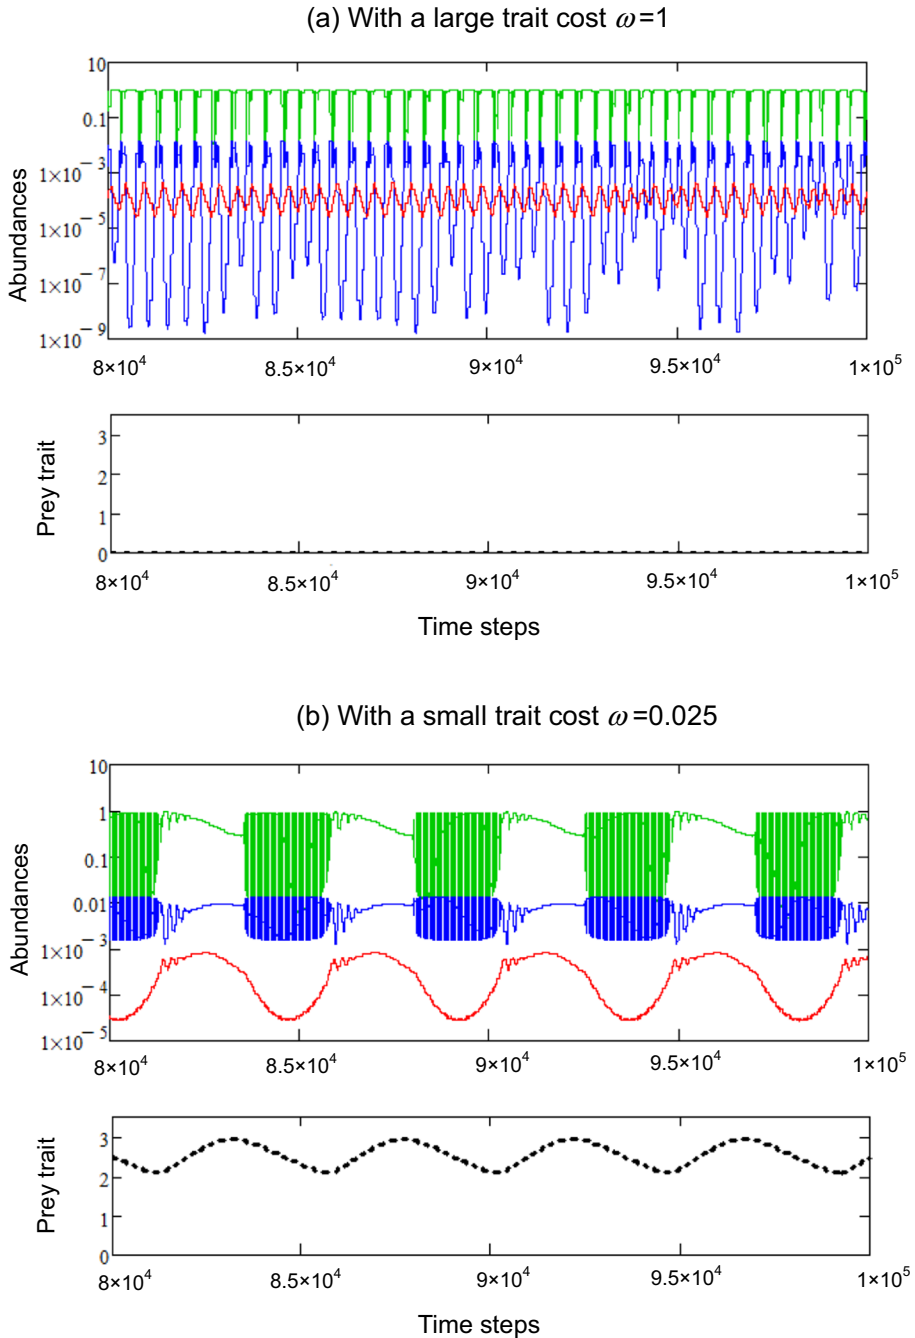 (a) With a large trait cost ω=1
10
0.1
1×10⁻³
1×10⁻⁵
1×10⁻⁷
1×10⁻⁹
Abundances
8×10⁴ 8.5×10⁴ 9×10⁴ 9.5×10⁴ 1×10⁵
3
2
1
0
Prey trait
8×10⁴ 8.5×10⁴ 9×10⁴ 9.5×10⁴ 1×10⁵
Time steps
(b) With a small trait cost ω=0.025
10
1
0.1
0.01
1×10⁻³
1×10⁻⁴
1×10⁻⁵
Abundances
8×10⁴ 8.5×10⁴ 9×10⁴ 9.5×10⁴ 1×10⁵
3
2
1
0
Prey trait
8×10⁴ 8.5×10⁴ 9×10⁴ 9.5×10⁴ 1×10⁵
Time steps